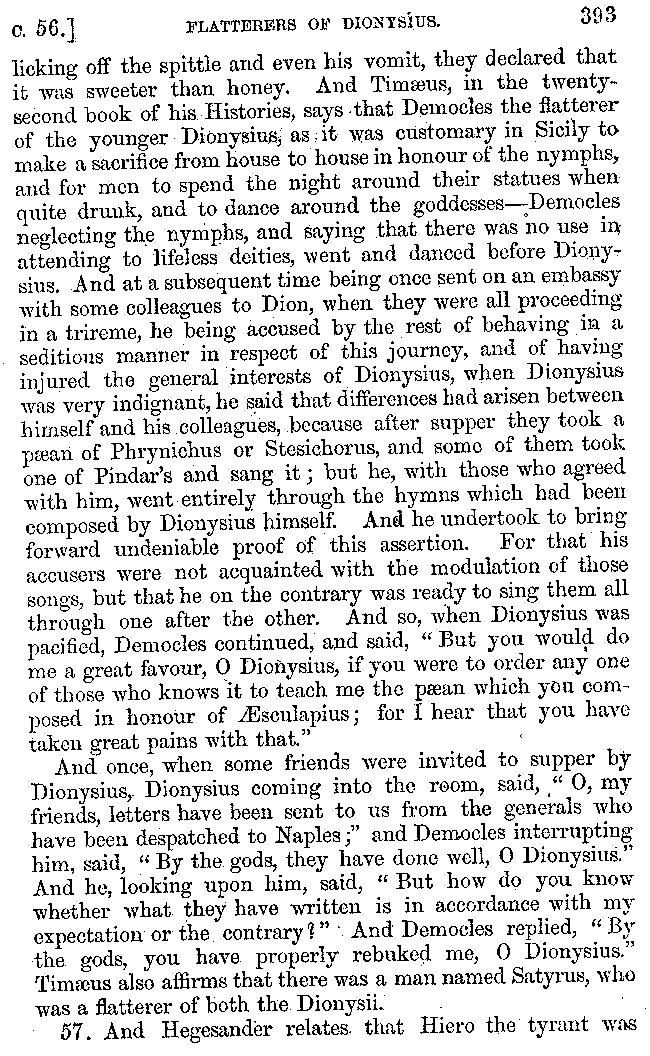 c. 56.] FLATTERERS OF DIONYSIUS. 393
licking off the spittle and even his vomit, they declared that
it was sweeter than honey. And Timæus, in the twenty-
second book of his Histories, says that Democles the flatterer
of the younger Dionysius, as it was customary in Sicily to
make a sacrifice from house to house in honour of the nymphs,
and for men to spend the night around their statues when
quite drunk, and to dance around the goddesses—Democles
neglecting the nymphs, and saying that there was no use in
attending to lifeless deities, went and danced before Diony-
sius. And at a subsequent time being once sent on an embassy
with some colleagues to Dion, when they were all proceeding
in a trireme, he being accused by the rest of behaving in a
seditious manner in respect of this journey, and of having
injured the general interests of Dionysius, when Dionysius
was very indignant, he said that differences had arisen between
himself and his colleagues, because after supper they took a
pæan of Phrynichus or Stesichorus, and some of them took
one of Pindar's and sang it; but he, with those who agreed
with him, went entirely through the hymns which had been
composed by Dionysius himself. And he undertook to bring
forward undeniable proof of this assertion. For that his
accusers were not acquainted with the modulation of those
songs, but that he on the contrary was ready to sing them all
through one after the other. And so, when Dionysius was
pacified, Democles continued, and said, “But you would do
me a great favour, O Dionysius, if you were to order any one
of those who knows it to teach me the pæan which you com-
posed in honour of Æsculapius; for I hear that you have
taken great pains with that.”
And once, when some friends were invited to supper by
Dionysius, Dionysius coming into the room, said, “O, my
friends, letters have been sent to us from the generals who
have been despatched to Naples;” and Democles interrupting
him, said, “By the gods, they have done well, O Dionysius.”
And he, looking upon him, said, “But how do you know
whether what they have written is in accordance with my
expectation or the contrary?” And Democles replied, “By
the gods, you have properly rebuked me, O Dionysius.”
Timæus also affirms that there was a man named Satyrus, who
was a flatterer of both the Dionysii.
57. And Hegesander relates that Hiero the tyrant was